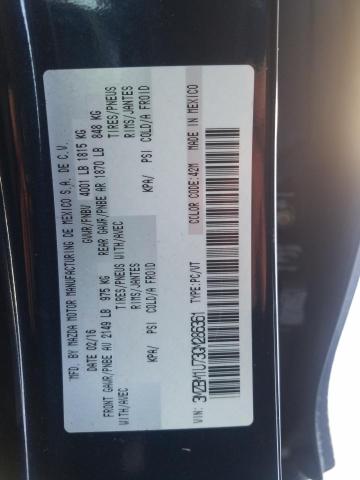 MFD. BY MAZDA MOTOR MANUFACTURING DE MEXICO S.A. DE C.V.
DATE 02/16 GVWR/PNBV 4001 LB 1815 KG
FRONT GAWR/PNBE AV 2149 LB 975 KG REAR GAWR/PNBE AR 1870 LB 848 KG
WITH/AVEC TIRES/PNEUS WITH/AVEC TIRES/PNEUS
RIMS/JANTES RIMS/JANTES
KPA/ PSI COLD/A FROID KPA/ PSI COLD/A FROID
VIN: 3MZBM1U73GM286361 TYPE:PC/VT COLOR CODE:42M MADE IN MEXICO